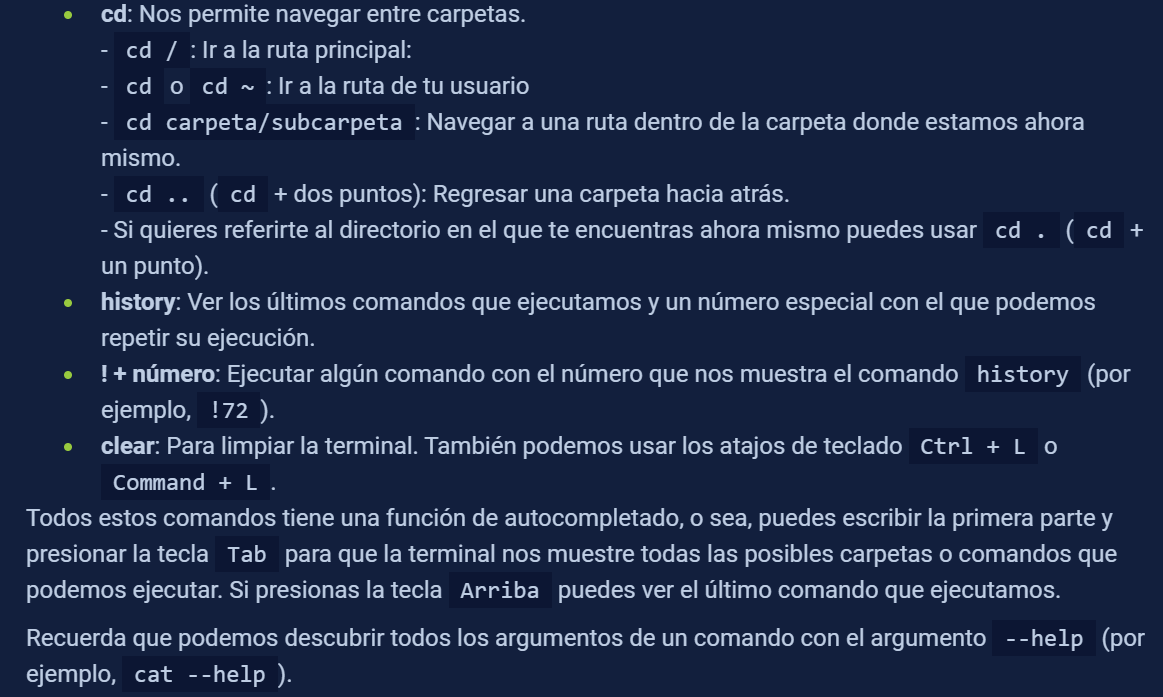 • cd: Nos permite navegar entre carpetas.
- cd / : Ir a la ruta principal:
- cd o cd ~ : Ir a la ruta de tu usuario
- cd carpeta/subcarpeta : Navegar a una ruta dentro de la carpeta donde estamos ahora
mismo.
- cd .. ( cd + dos puntos): Regresar una carpeta hacia atrás.
- Si quieres referirte al directorio en el que te encuentras ahora mismo puedes usar cd . ( cd +
un punto).
• history: Ver los últimos comandos que ejecutamos y un número especial con el que podemos
repetir su ejecución.
• ! + número: Ejecutar algún comando con el número que nos muestra el comando history (por
ejemplo, !72 ).
• clear: Para limpiar la terminal. También podemos usar los atajos de teclado Ctrl + L o
Command + L .
Todos estos comandos tiene una función de autocompletado, o sea, puedes escribir la primera parte y
presionar la tecla Tab para que la terminal nos muestre todas las posibles carpetas o comandos que
podemos ejecutar. Si presionas la tecla Arriba puedes ver el último comando que ejecutamos.
Recuerda que podemos descubrir todos los argumentos de un comando con el argumento --help (por
ejemplo, cat --help ).